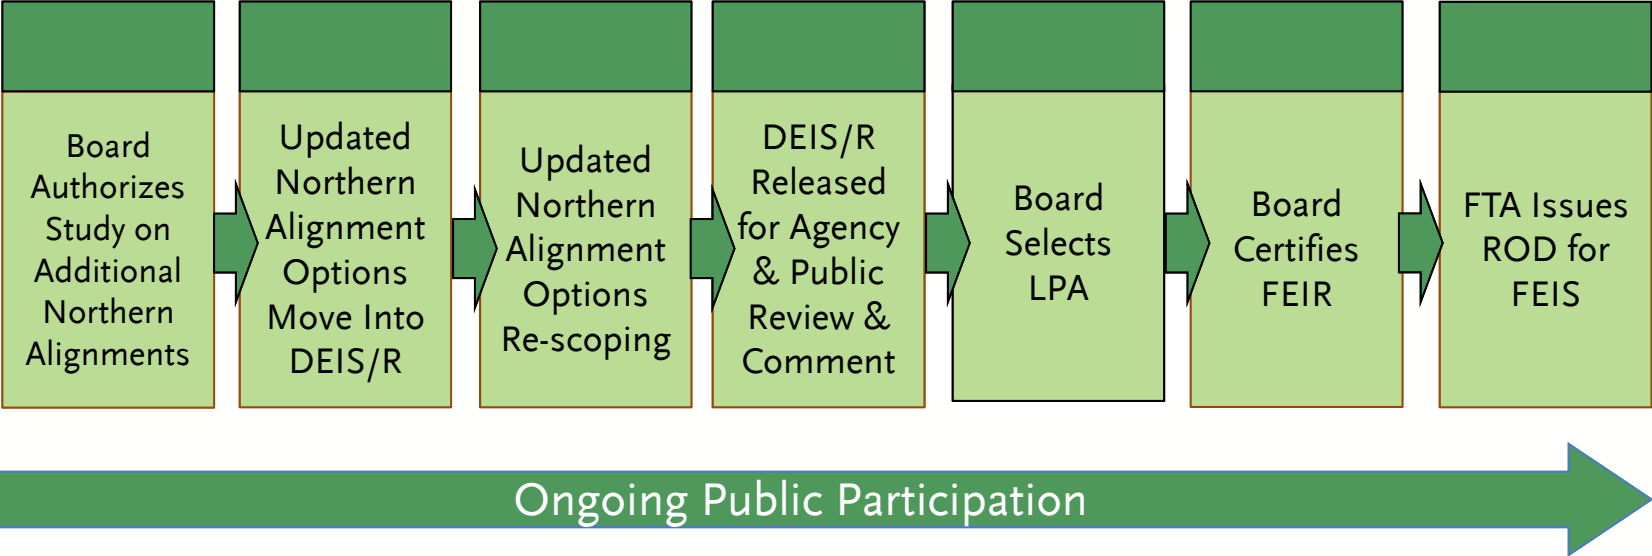 Board
Authorizes
Study on
Additional
Northern
Alignments
Updated
Northern
Alignment
Options
Move Into
DEIS/R
Updated
Northern
Alignment
Options
Re-scoping
DEIS/R
Released
for Agency
& Public
Review &
Comment
Board
Selects
LPA
Board
Certifies
FEIR
FTA Issues
ROD for
FEIS
Ongoing Public Participation